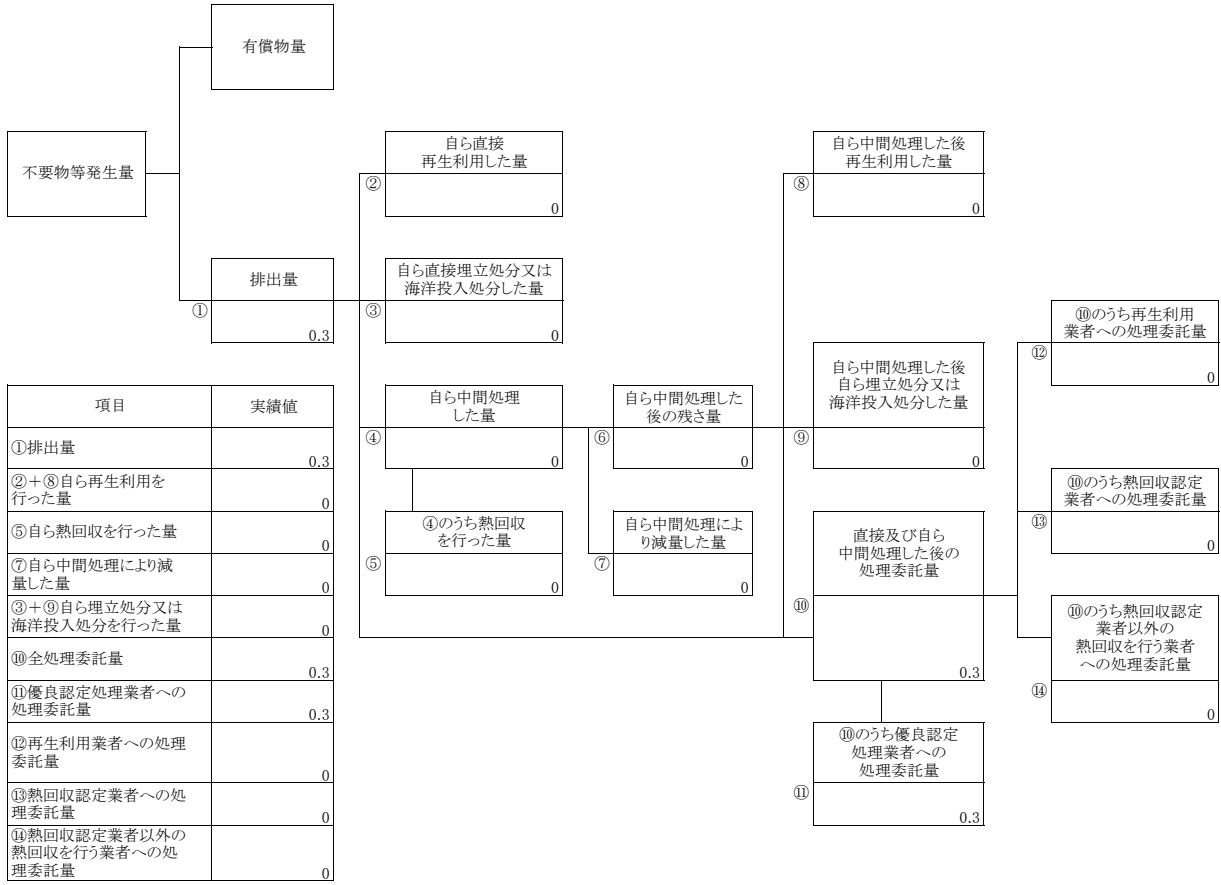 有償物量
不要物等発生量
自ら直接
再生利用した量
②
0
自ら中間処理した後
再生利用した量
⑧
0
排出量
①
0.3
自ら直接埋立処分又は
海洋投入処分した量
③
0
⑩のうち再生利用
業者への処理委託量
⑫
0
自ら中間処理
した量
④
0
自ら中間処理した
後の残さ量
⑥
0
自ら中間処理した後
自ら埋立処分又は
海洋投入処分した量
⑨
0
⑩のうち熱回収認定
業者への処理委託量
⑬
0
④のうち熱回収
を行った量
⑤
0
自ら中間処理によ
り減量した量
⑦
0
直接及び自ら
中間処理した後の
処理委託量
⑩
0.3
⑩のうち熱回収認定
業者以外の
熱回収を行う業者
への処理委託量
⑭
0
⑩のうち優良認定
処理業者への
処理委託量
⑪
0.3
項目 実績値
①排出量
0.3
②＋⑧自ら再生利用を
行った量
0
⑤自ら熱回収を行った量
0
⑦自ら中間処理により減
量した量
0
③＋⑨自ら埋立処分又は
海洋投入処分を行った量
0
⑩全処理委託量
0.3
⑪優良認定処理業者への
処理委託量
0.3
⑫再生利用業者への処理
委託量
0
⑬熱回収認定業者への処
理委託量
0
⑭熱回収認定業者以外の
熱回収を行う業者への処
理委託量
0